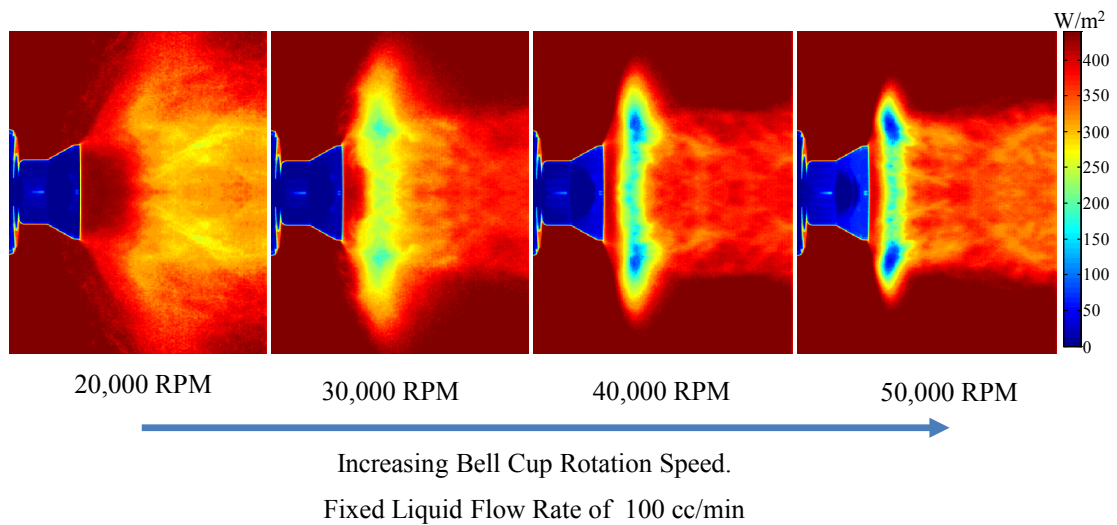 W/m²
400
350
300
250
200
150
100
50
0
20,000 RPM
30,000 RPM
40,000 RPM
50,000 RPM
Increasing Bell Cup Rotation Speed.
Fixed Liquid Flow Rate of 100 cc/min